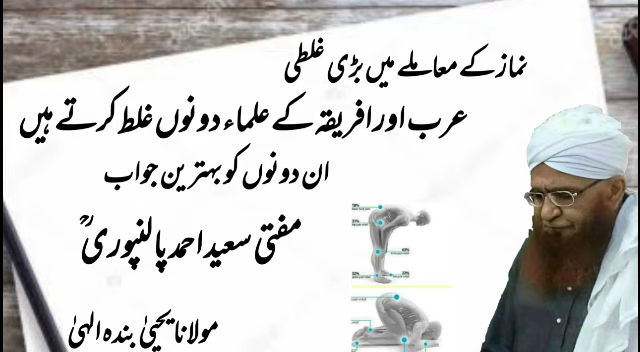 نماز کے معاملے میں بڑی غلطی
عرب اور افریقہ کے علماء دونوں غلط کرتے ہیں
ان دونوں کو بہترین جواب
مفتی سعید احمد پالنپوریؒ
مولانا یحییٰ بندہ الہیٰ